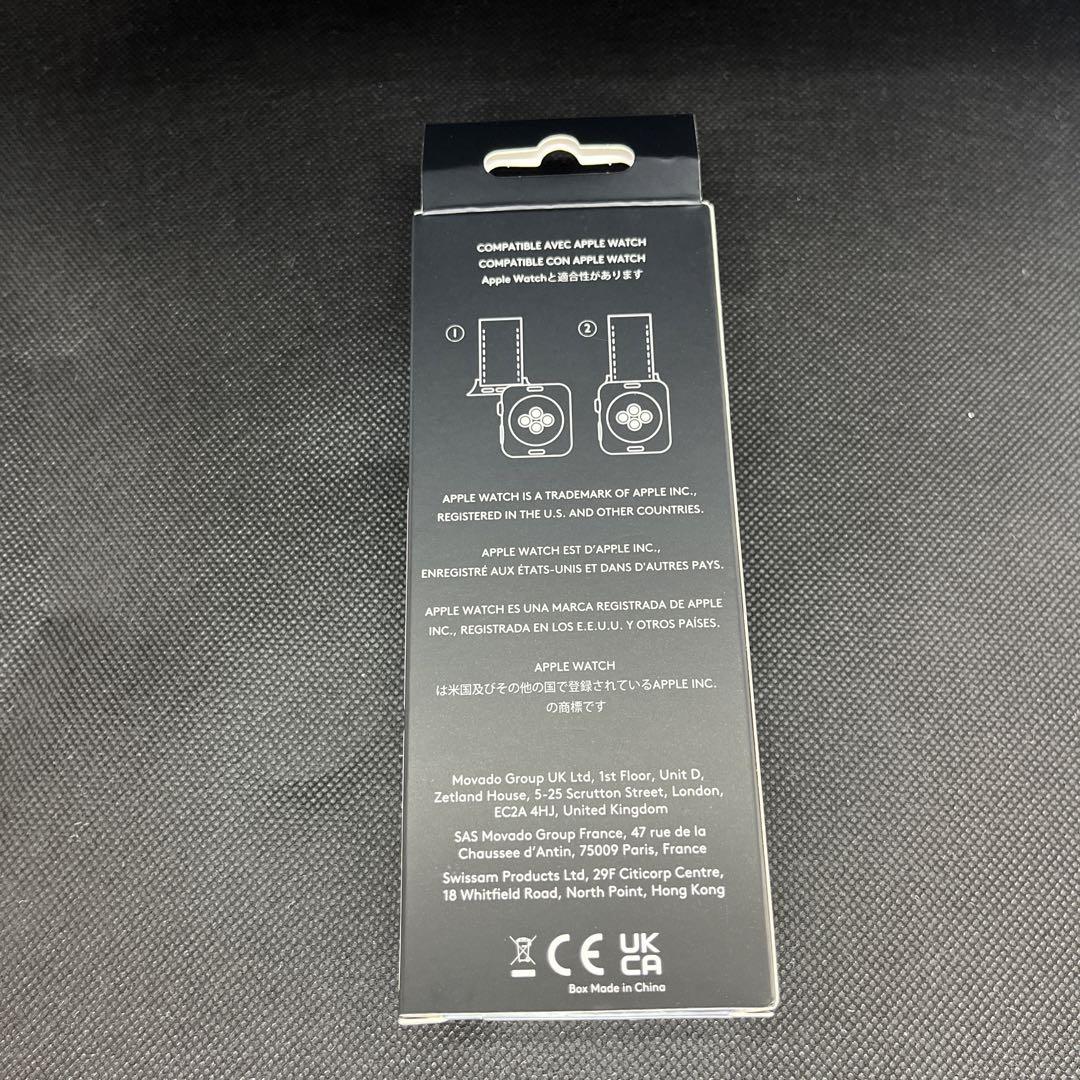 COMPATIBLE AVEC APPLE WATCH
COMPATIBLE CON APPLE WATCH
Apple Watchと適合性があります
1
2
APPLE WATCH IS A TRADEMARK OF APPLE INC.,
REGISTERED IN THE U.S. AND OTHER COUNTRIES.
APPLE WATCH EST D'APPLE INC.,
ENREGISTRÉ AUX ÉTATS-UNIS ET DANS D'AUTRES PAYS.
APPLE WATCH ES UNA MARCA REGISTRADA DE APPLE
INC., REGISTRADA EN LOS E.E.U.U. Y OTROS PAÍSES.
APPLE WATCH
は米国及びその他の国で登録されているAPPLE INC.
の商標です
Movado Group UK Ltd, 1st Floor, Unit D,
Zetland House, 5-25 Scrutton Street, London,
EC2A 4HJ, United Kingdom
SAS Movado Group France, 47 rue de la
Chaussee d'Antin, 75009 Paris, France
Swissam Products Ltd, 29F Citicorp Centre,
18 Whitfield Road, North Point, Hong Kong
CE UK
CA
Box Made in China